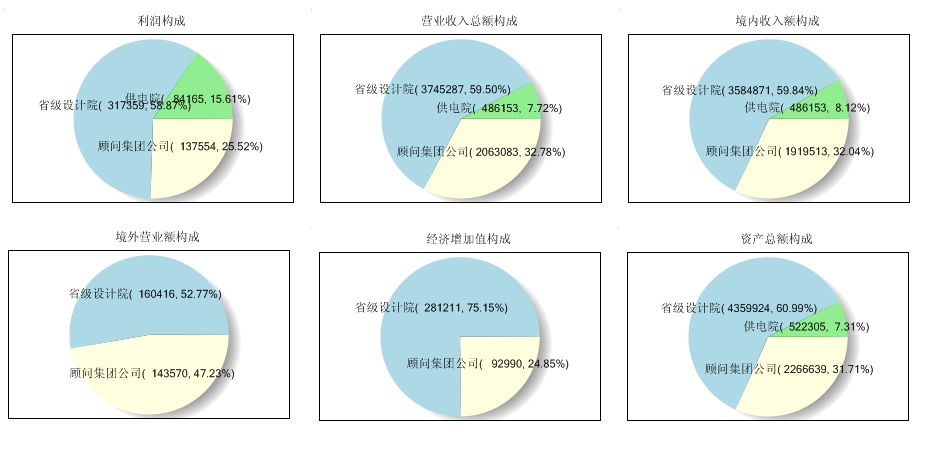 利润构成
供电院( 84165, 15.61%)
省级设计院( 317359, 58.87%)
顾问集团公司( 137554, 25.52%)
营业收入总额构成
省级设计院( 3745287, 59.50%)
供电院( 486153, 7.72%)
顾问集团公司( 2063083, 32.78%)
境内收入额构成
省级设计院( 3584871, 59.84%)
供电院( 486153, 8.12%)
顾问集团公司( 1919513, 32.04%)
境外营业额构成
省级设计院( 160416, 52.77%)
顾问集团公司( 143570, 47.23%)
经济增加值构成
省级设计院( 281211, 75.15%)
顾问集团公司( 92990, 24.85%)
资产总额构成
省级设计院( 4359924, 60.99%)
供电院( 522305, 7.31%)
顾问集团公司( 2266639, 31.71%)